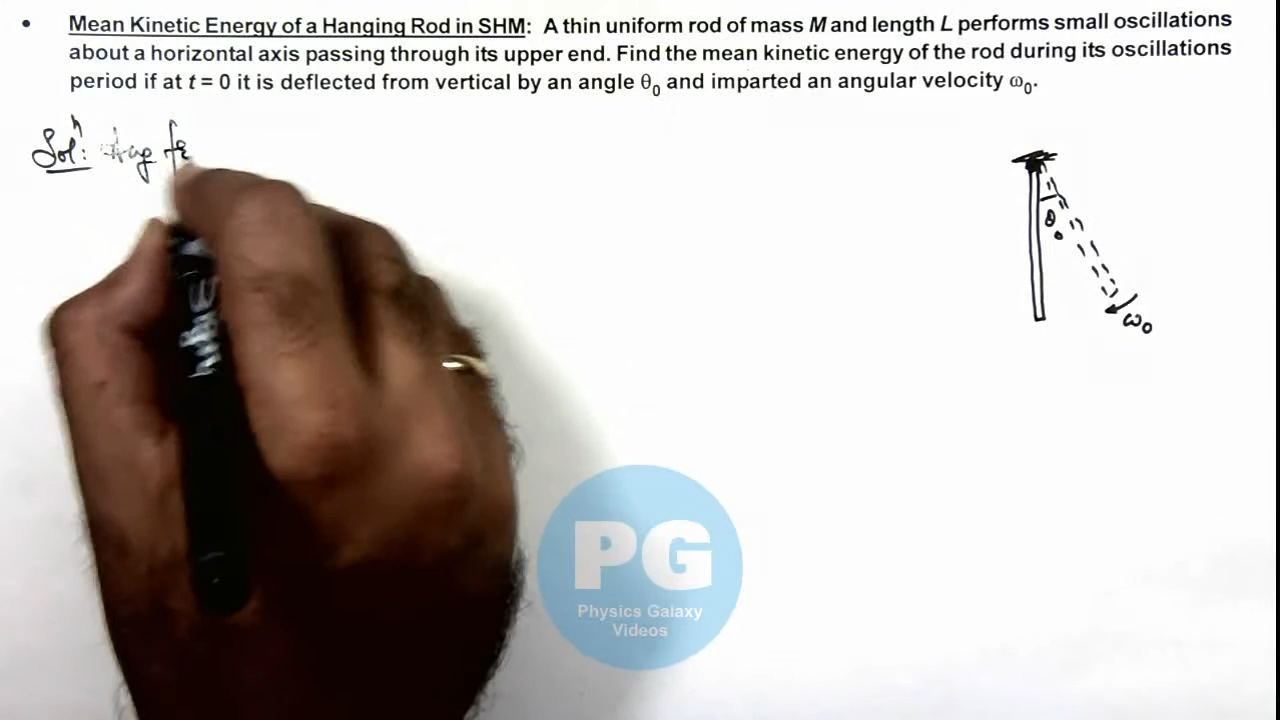 • Mean Kinetic Energy of a Hanging Rod in SHM: A thin uniform rod of mass M and length L performs small oscillations
about a horizontal axis passing through its upper end. Find the mean kinetic energy of the rod during its oscillations
period if at t = 0 it is deflected from vertical by an angle θ₀ and imparted an angular velocity ω₀.
Solⁿ: Ang fe
θ₀
ω₀
PG
Physics Galaxy
Videos